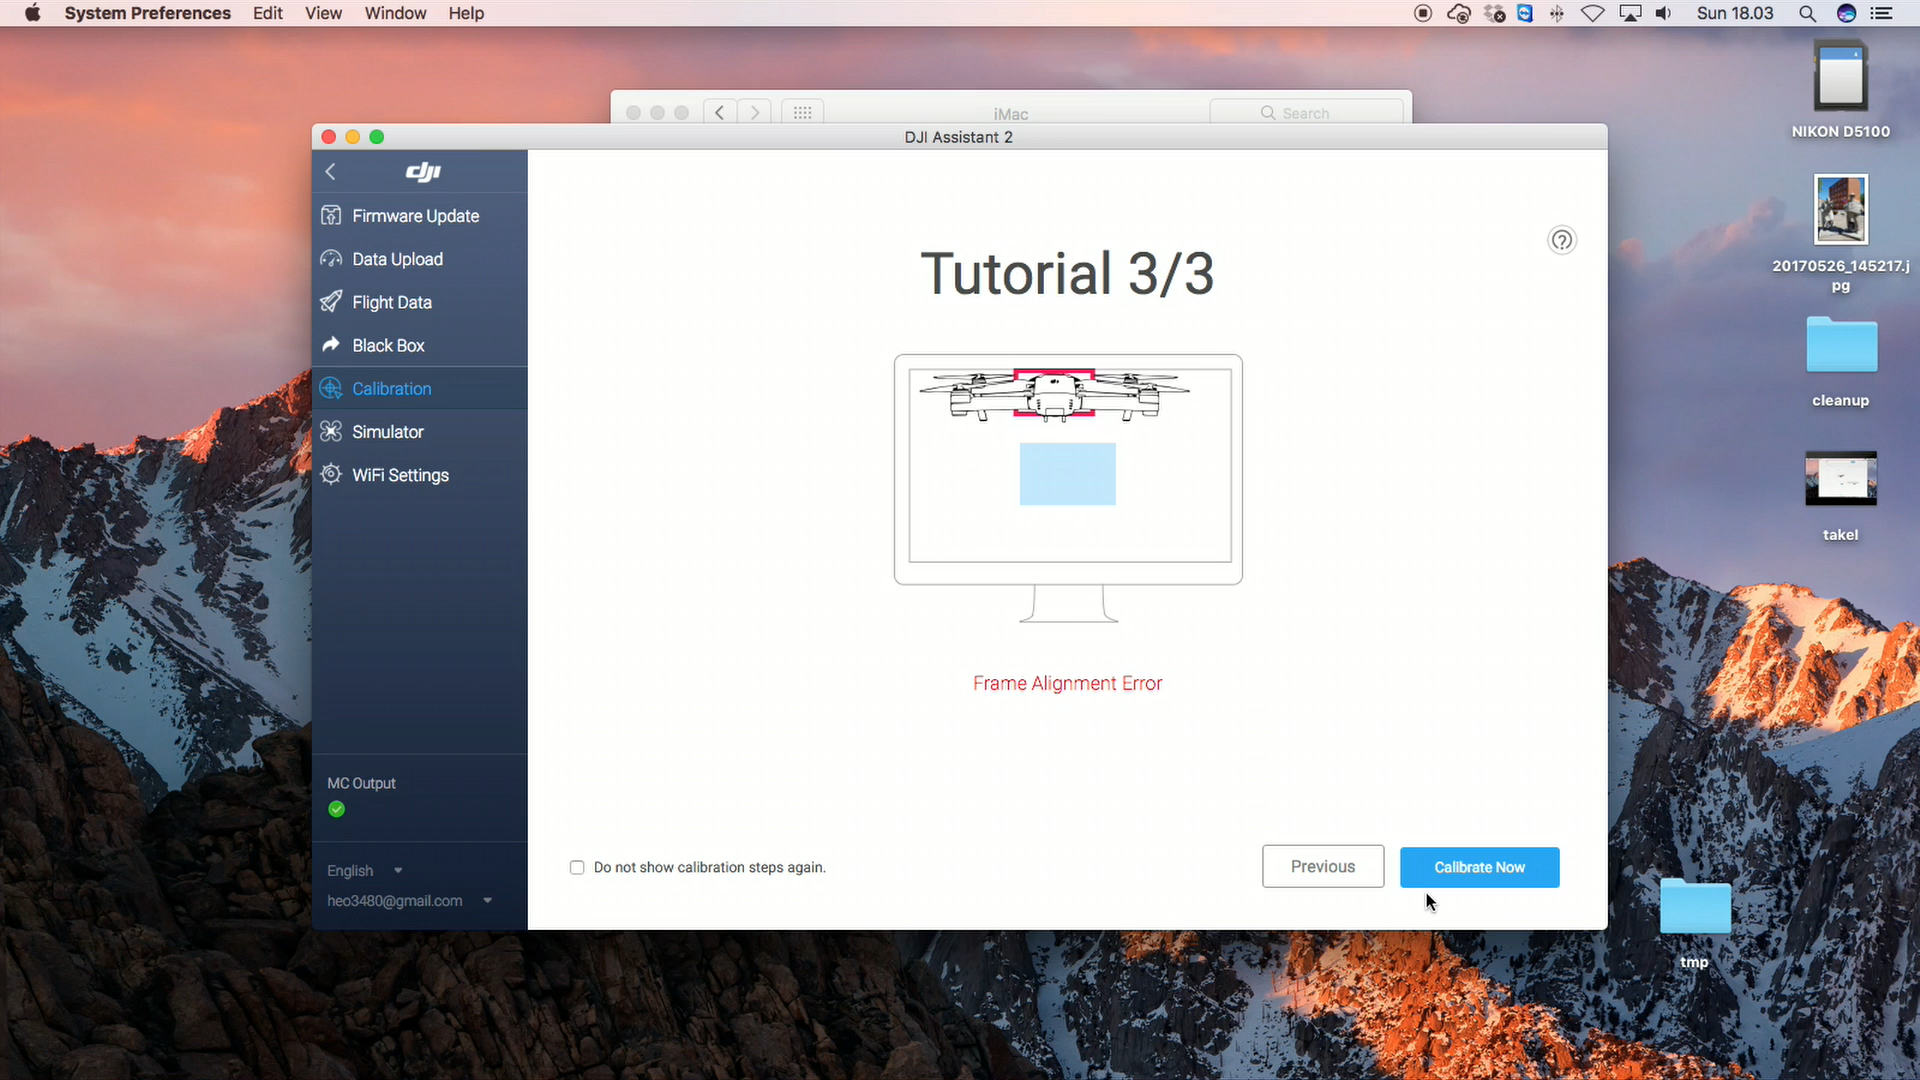 System Preferences Edit View Window Help
Sun 18.03
iMac
Search
DJI Assistant 2
dji
Firmware Update
Data Upload
Flight Data
Black Box
Calibration
Simulator
WiFi Settings
MC Output
English
heo3480@gmail.com
Tutorial 3/3
Frame Alignment Error
Do not show calibration steps again.
Previous
Calibrate Now
NIKON D5100
20170526_145217.j
pg
cleanup
takel
tmp